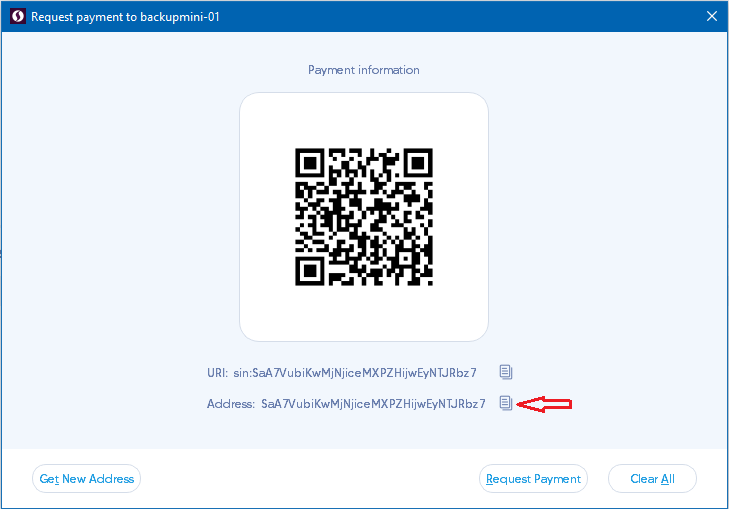 Request payment to backupmini-01
Payment information
URI: sin:SaA7VubiKwMjNjiceMXPZHijwEyNTJRbz7
Address: SaA7VubiKwMjNjiceMXPZHijwEyNTJRbz7
Get New Address
Request Payment
Clear All